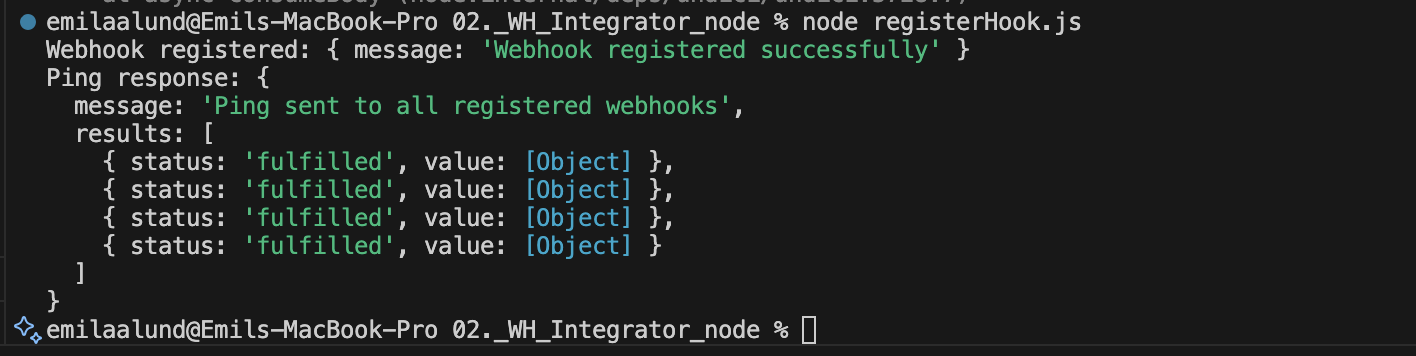 emilaalund@Emils-MacBook-Pro 02._WH_Integrator_node % node registerHook.js
Webhook registered: { message: 'Webhook registered successfully' }
Ping response: {
  message: 'Ping sent to all registered webhooks',
  results: [
    { status: 'fulfilled', value: [Object] },
    { status: 'fulfilled', value: [Object] },
    { status: 'fulfilled', value: [Object] },
    { status: 'fulfilled', value: [Object] }
  ]
}
emilaalund@Emils-MacBook-Pro 02._WH_Integrator_node %